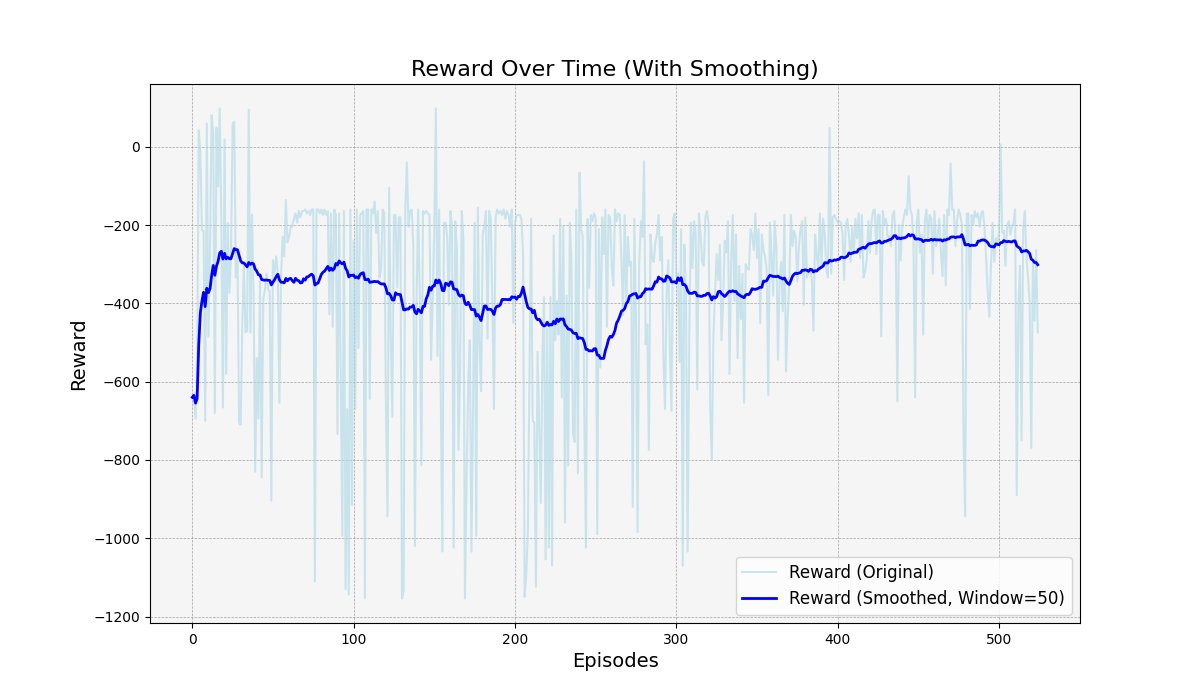 Reward Over Time (With Smoothing)
Reward
0
−200
−400
−600
−800
−1000
−1200
0 100 200 300 400 500
Episodes
Reward (Original)
Reward (Smoothed, Window=50)